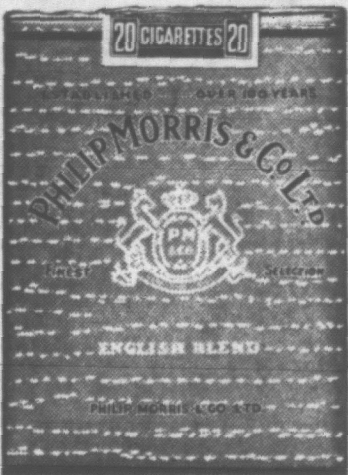 20 CIGARETTES 20
ESTABLISHED OVER 100 YEARS
PHILIP MORRIS & CO LTD
PM
FINEST SELECTION
ENGLISH BLEND
PHILIP MORRIS & CO LTD